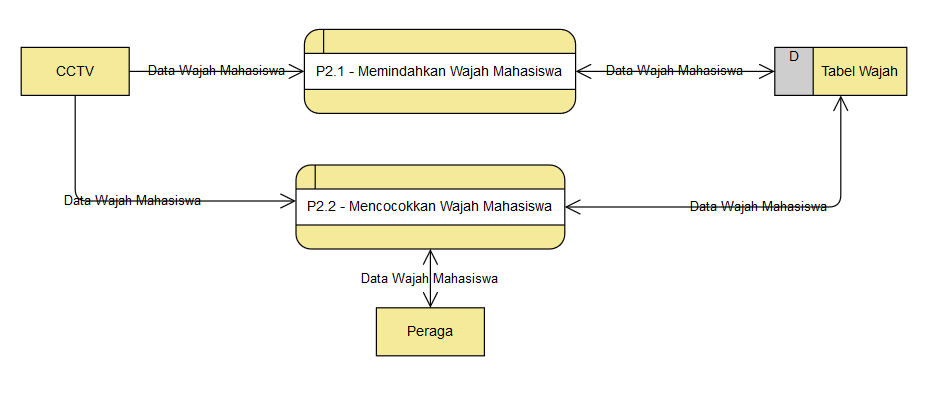 CCTV
Data Wajah Mahasiswa
P2.1 - Memindahkan Wajah Mahasiswa
Data Wajah Mahasiswa
D
Tabel Wajah
Data Wajah Mahasiswa
P2.2 - Mencocokkan Wajah Mahasiswa
Data Wajah Mahasiswa
Data Wajah Mahasiswa
Peraga